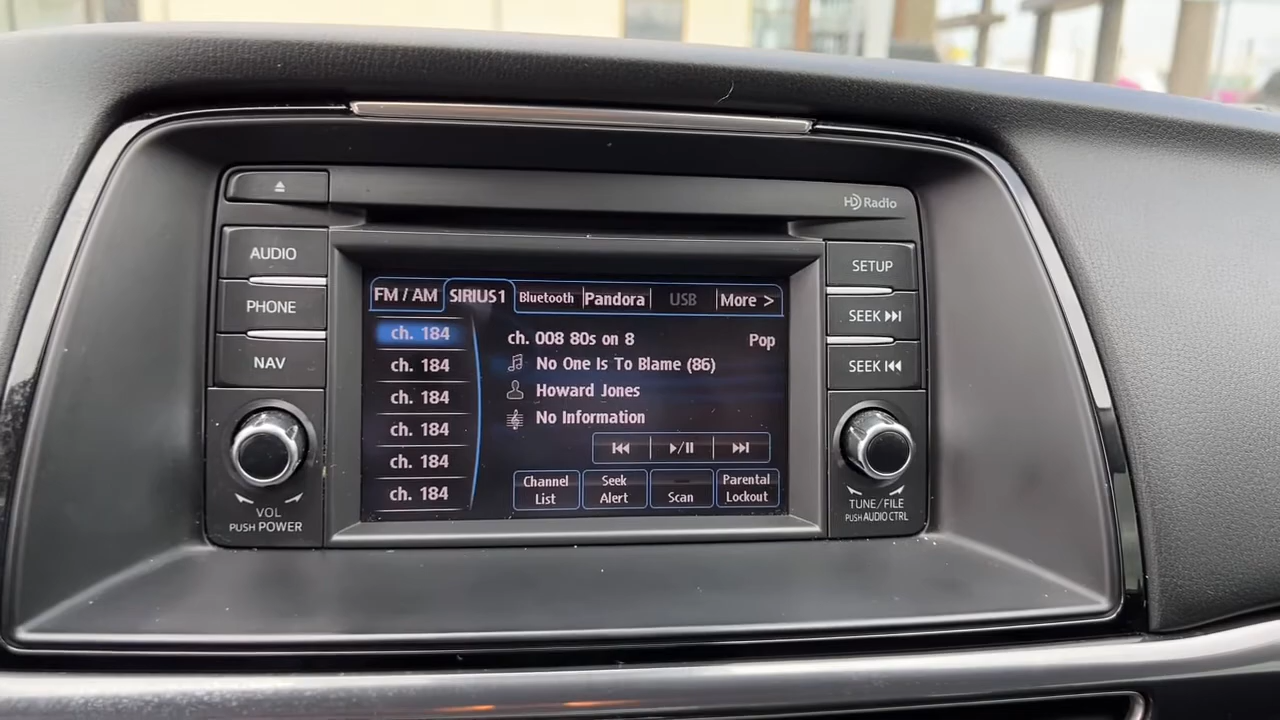 HD Radio
AUDIO
PHONE
NAV
VOL
PUSH POWER
FM / AM
SIRIUS1
Bluetooth
Pandora
USB
More >
ch. 184
ch. 184
ch. 184
ch. 184
ch. 184
ch. 184
ch. 008 80s on 8
Pop
No One Is To Blame (86)
Howard Jones
No Information
Channel
List
Seek
Alert
Scan
Parental
Lockout
SETUP
SEEK
SEEK
TUNE/FILE
PUSH AUDIO CTRL